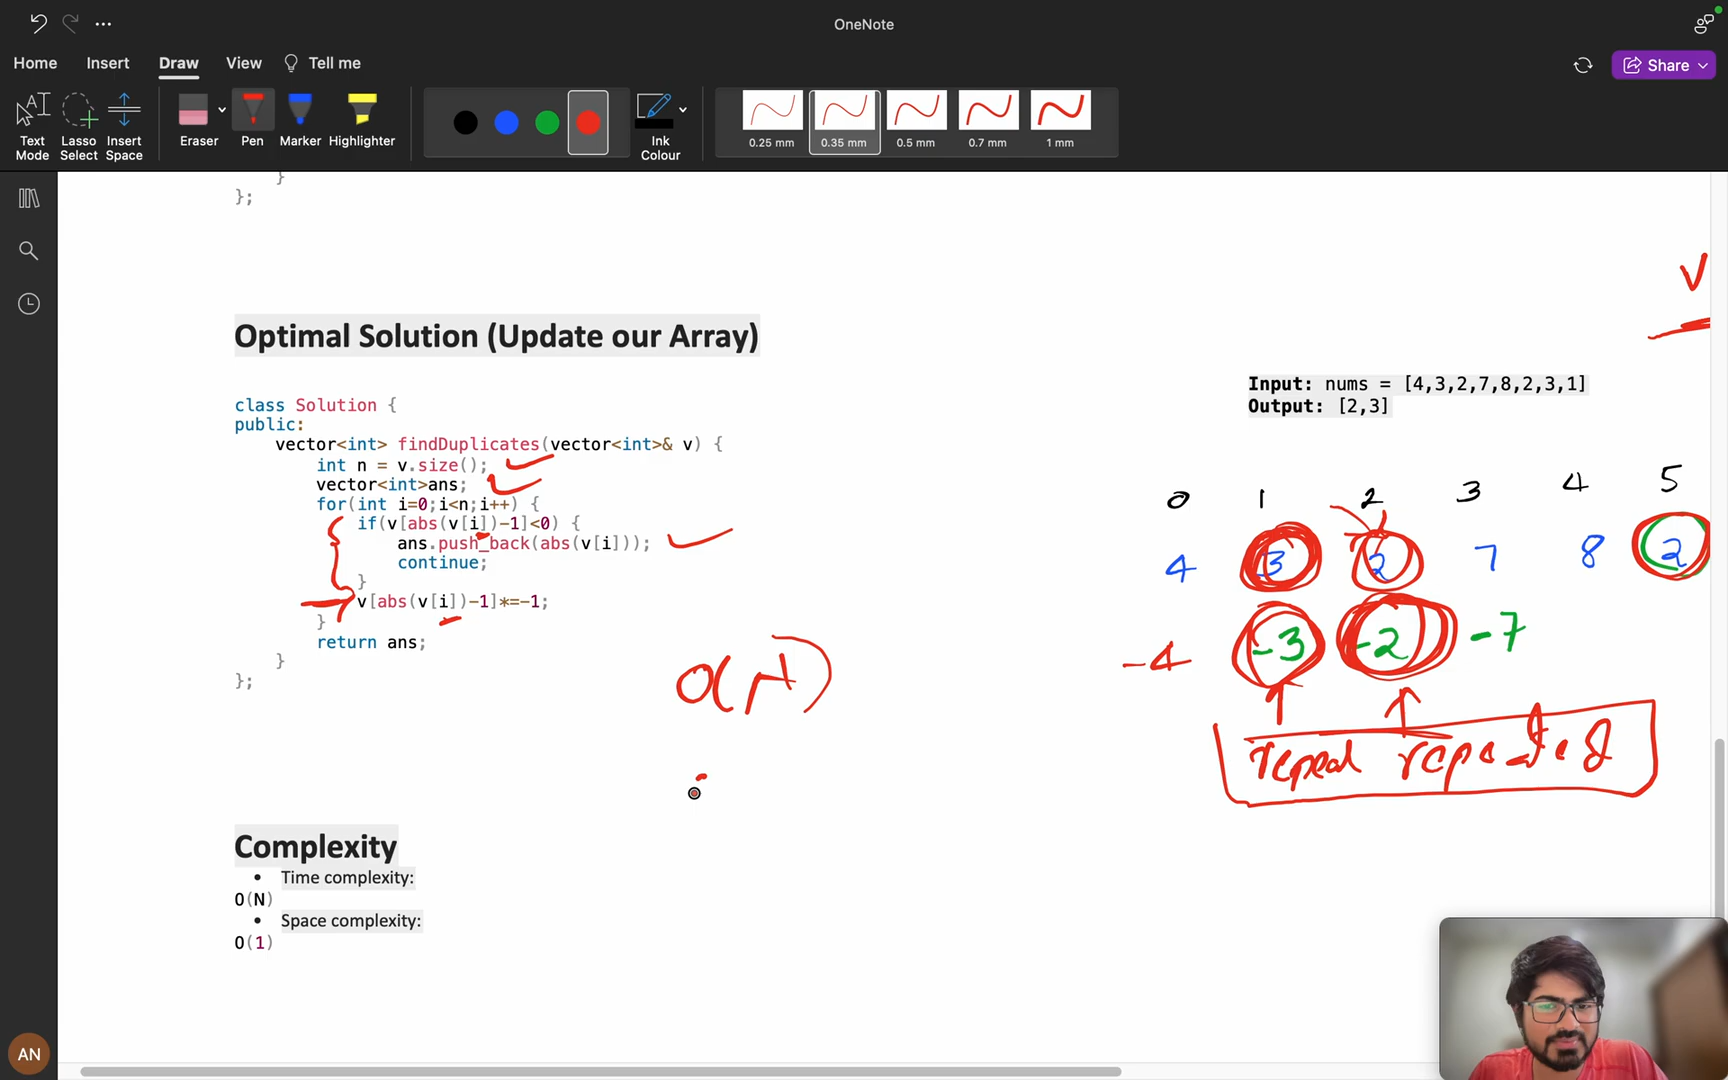 OneNote
Home Insert Draw View Tell me
Share
Text Mode
Lasso Select
Insert Space
Eraser
Pen
Marker
Highlighter
Ink Colour
0.25 mm
0.35 mm
0.5 mm
0.7 mm
1 mm
}
};
V
Optimal Solution (Update our Array)
class Solution {
public:
vector<int> findDuplicates(vector<int>& v) {
int n = v.size();
vector<int>ans;
for(int i=0;i<n;i++) {
if(v[abs(v[i])-1]<0) {
ans.push_back(abs(v[i]));
continue;
}
v[abs(v[i])-1]*=-1;
}
return ans;
}
};
O(N)
Input: nums = [4,3,2,7,8,2,3,1]
Output: [2,3]
0 1 2 3 4 5
4 3 2 7 8 2
-4 -3 -2 -7
repeat repeated
Complexity
• Time complexity:
O(N)
• Space complexity:
O(1)
AN